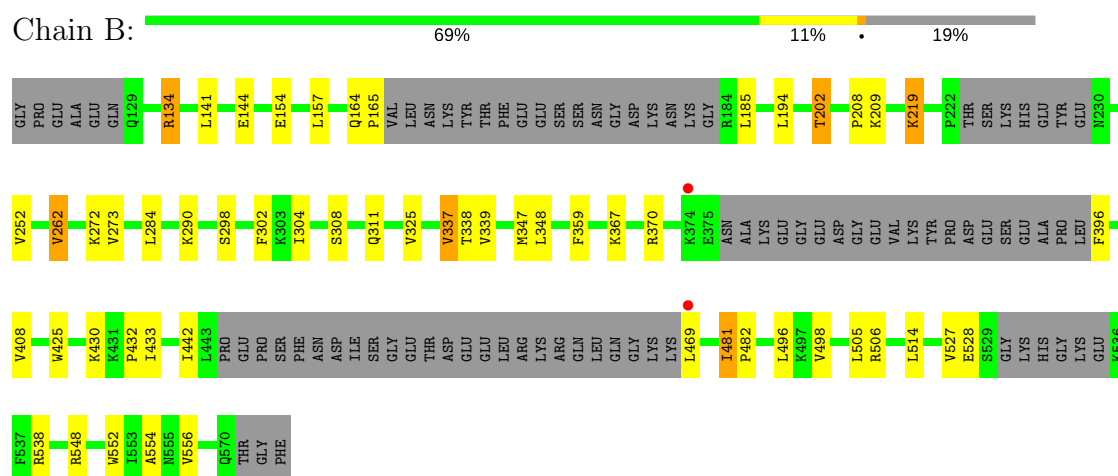 Chain B:
69% 11% • 19%
GLY PRO GLU ALA GLU GLN Q129 R134 L141 E144 E154 L157 Q164 P165 VAL LEU ASN LYS TYR THR PHE GLU GLU SER SER ASN GLY ASP LYS ASN LYS GLY R184 L185 L194 T202 P208 K209 K219 P222 THR SER LYS HIS GLU TYR GLU N230
V252 V262 K272 V273 L284 K290 S298 F302 K303 I304 S308 Q311 V325 V337 T338 V339 M347 L348 F359 K367 R370 K374 E375 ASN ALA LYS GLU GLY GLU ASP GLY GLU VAL LYS TYR PRO ASP GLU SER GLU ALA PRO LEU F396
V408 W425 K430 K431 P432 I433 I442 L443 PRO GLU PRO SER PHE ASN ASP ILE SER GLY GLU THR ASP GLU GLU LEU ARG LYS ARG GLN LEU GLN GLY LYS LYS L469 I481 P482 L496 K497 V498 L505 R506 L514 V527 E528 S529 GLY LYS HIS GLY LYS GLU K536
F537 R538 R548 W552 I553 A554 N555 V556 Q570 THR GLY PHE